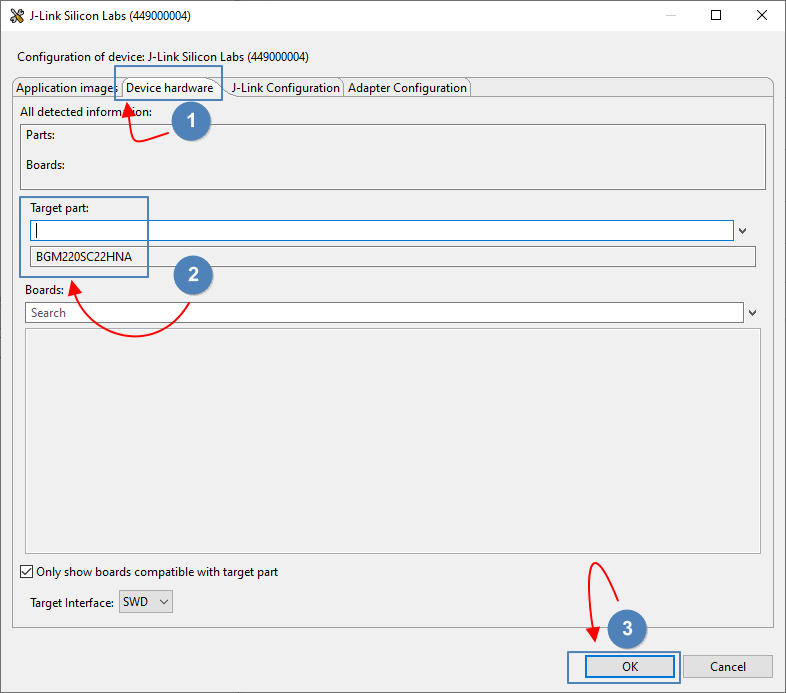 J-Link Silicon Labs (449000004)
Configuration of device: J-Link Silicon Labs (449000004)
Application images Device hardware J-Link Configuration Adapter Configuration
All detected information:
1
Parts:
Boards:
Target part:
BGM220SC22HNA
2
Boards:
Search
Only show boards compatible with target part
Target Interface: SWD
3
OK Cancel